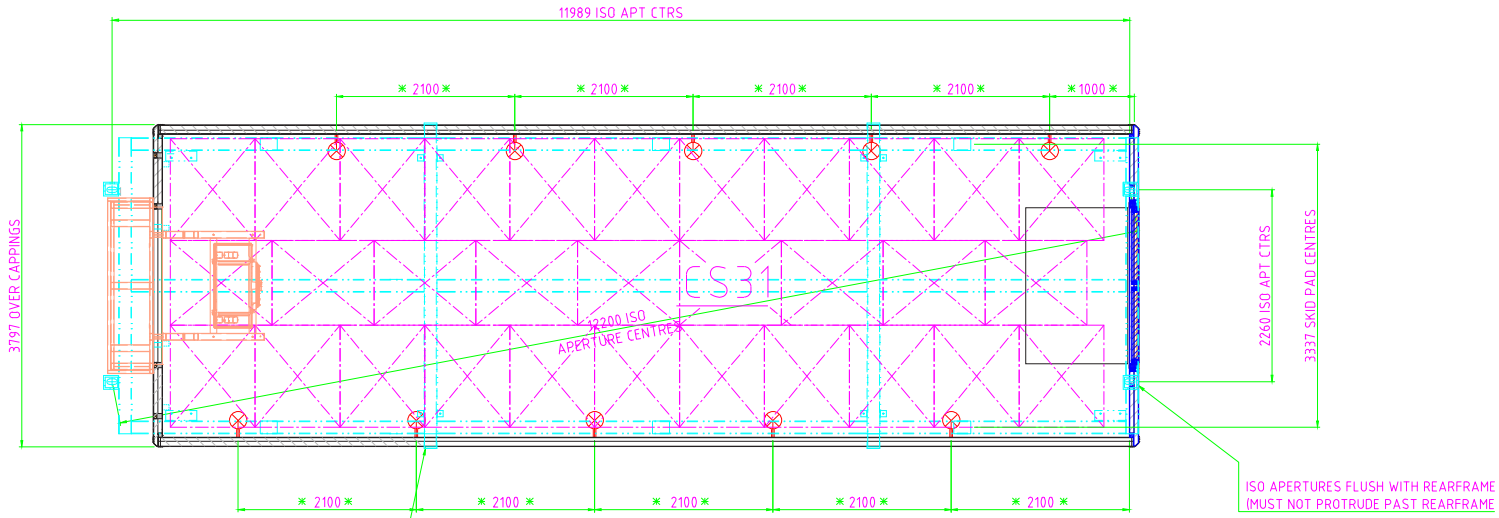 11989 ISO APT CTRS
* 2100 *
* 2100 *
* 2100 *
* 2100 *
* 1000 *
3797 OVER CAPPINGS
CS31
12200 ISO
APERTURE CENTRES
2260 ISO APT CTRS
3337 SKID PAD CENTRES
* 2100 *
* 2100 *
* 2100 *
* 2100 *
* 2100 *
ISO APERTURES FLUSH WITH REARFRAME
(MUST NOT PROTRUDE PAST REARFRAME